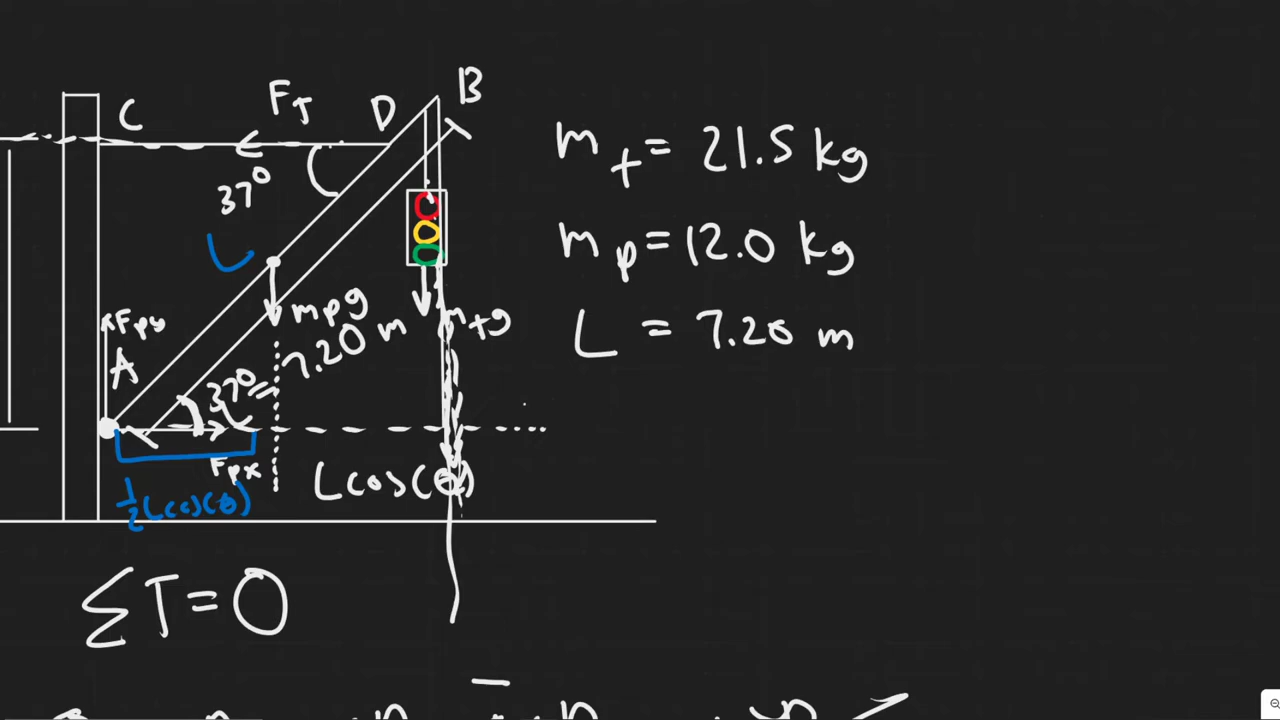 B
C
F_T
D
m_t = 21.5 kg
37°
m_p = 12.0 kg
L
m_p g
m_t g
F_py
7.20 m
L = 7.20 m
A
37°
F_px
L cos(θ)
1/2 L cos(θ)
ΣT = 0